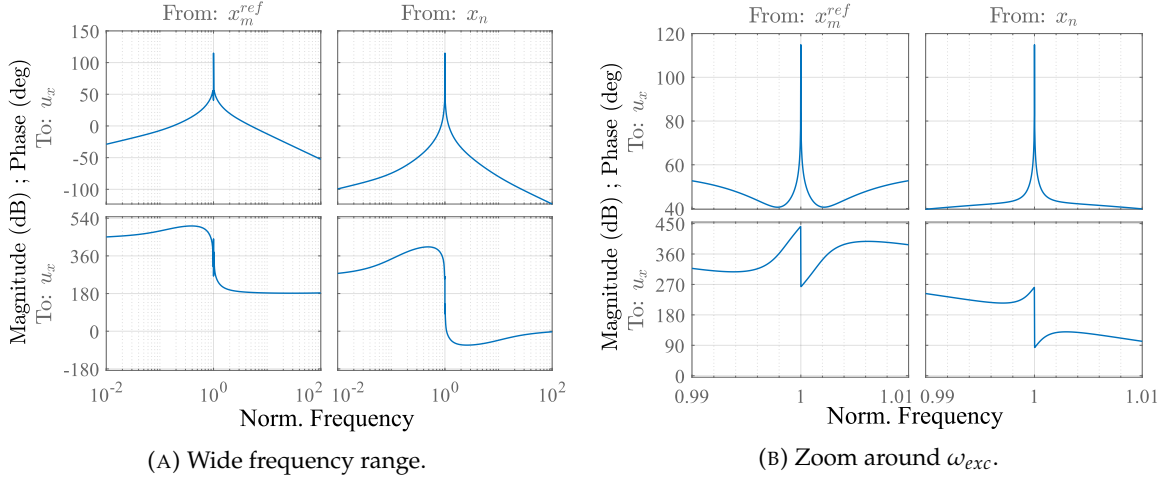 From: x_m^{ref}
From: x_n
From: x_m^{ref}
From: x_n
Magnitude (dB) ; Phase (deg)
To: u_x
To: u_x
150
100
50
0
-50
-100
540
360
180
0
-180
10^{-2}
10^0
10^2
10^{-2}
10^0
10^2
Norm. Frequency
Magnitude (dB) ; Phase (deg)
To: u_x
To: u_x
120
100
80
60
40
450
360
270
180
90
0
0.99
1
1.01
0.99
1
1.01
Norm. Frequency
(A) Wide frequency range.
(B) Zoom around ω_{exc}.